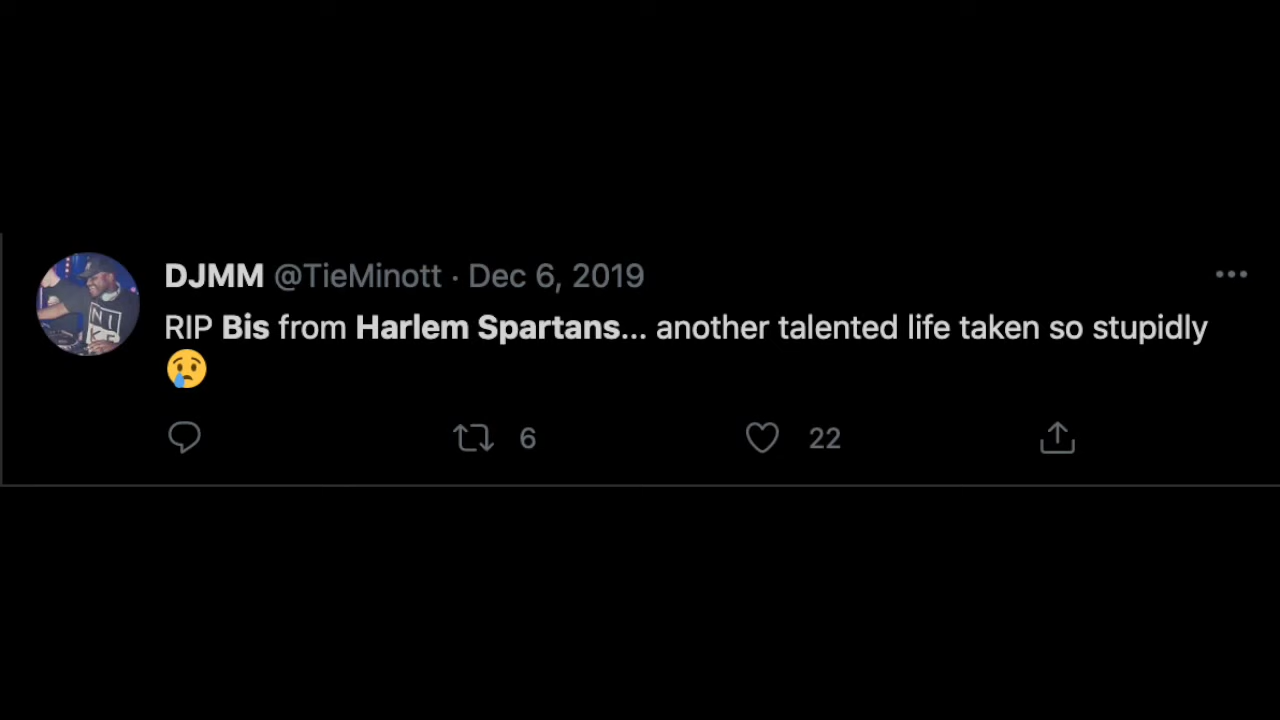 DJMM @TieMinott · Dec 6, 2019
RIP Bis from Harlem Spartans... another talented life taken so stupidly
😢
6 22